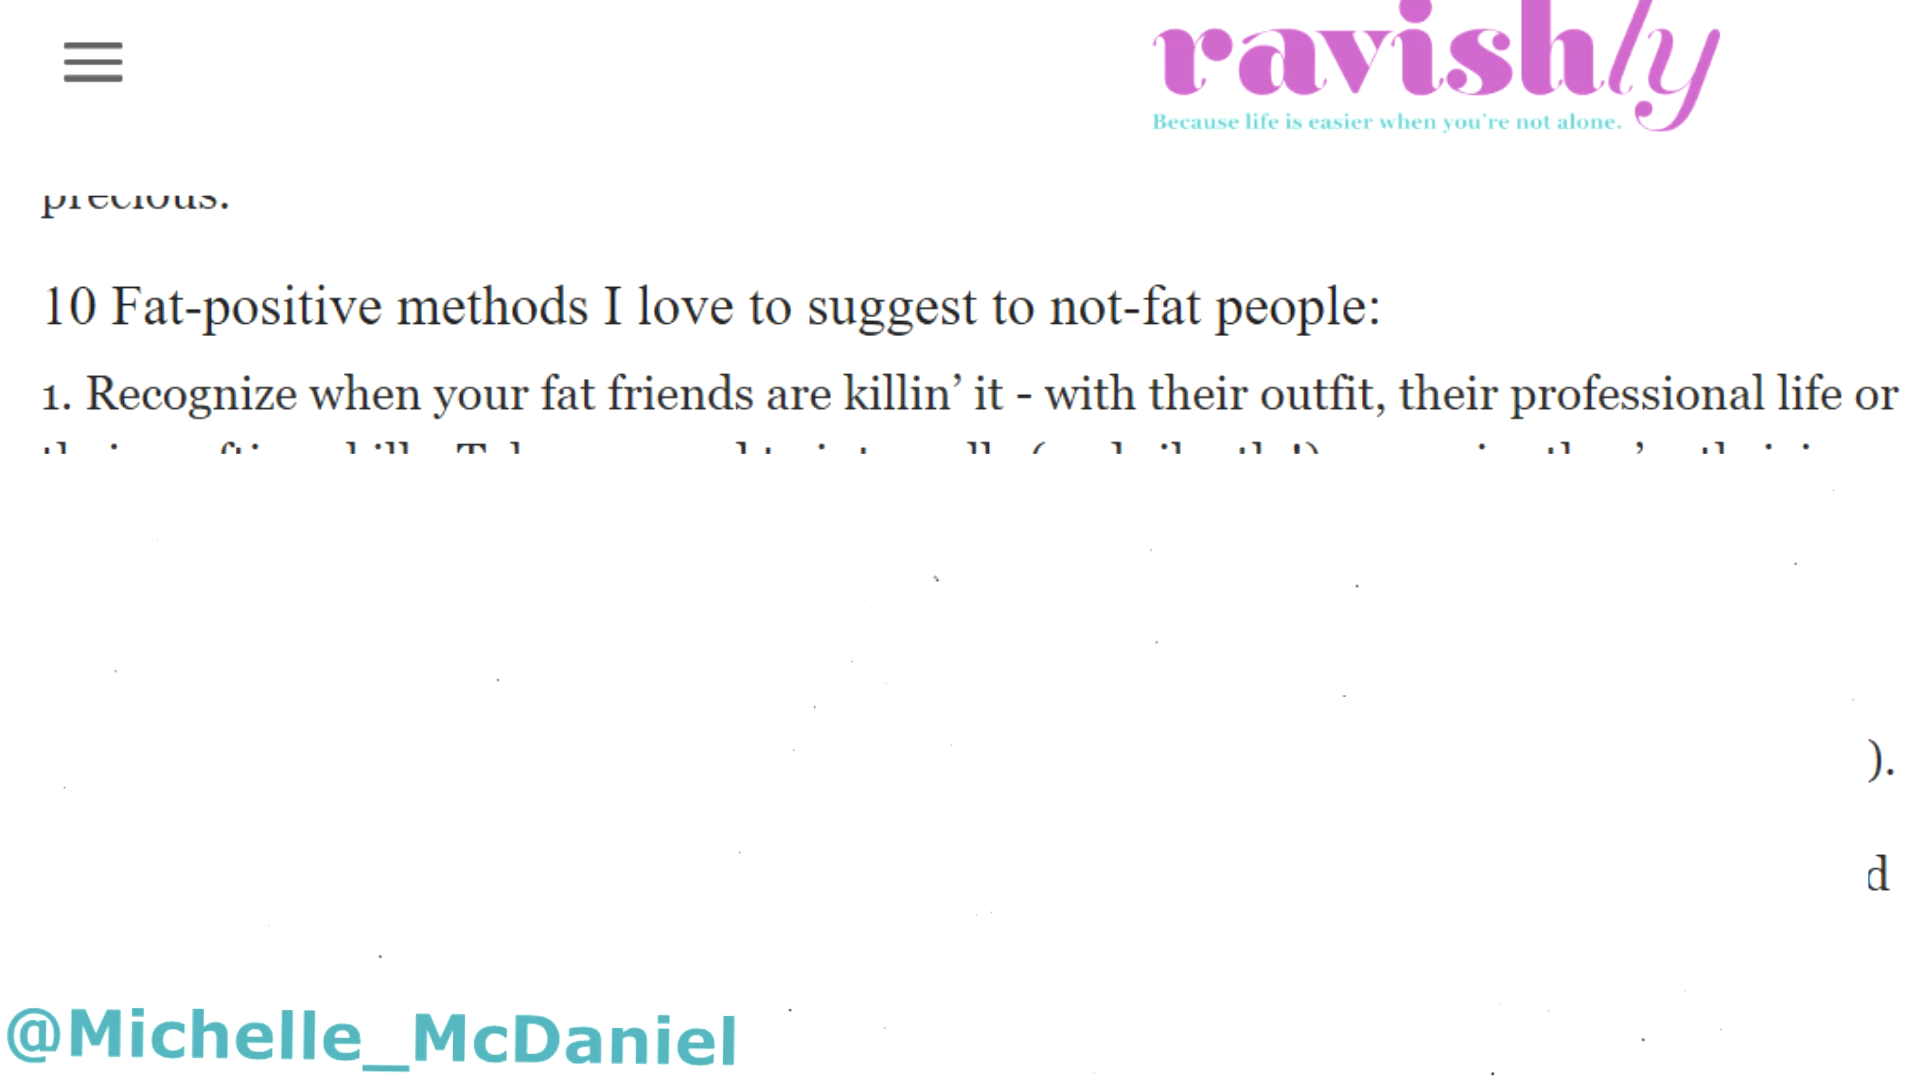 ravishly
Because life is easier when you're not alone.
precious.
10 Fat-positive methods I love to suggest to not-fat people:
1. Recognize when your fat friends are killin’ it - with their outfit, their professional life or
).
d
@Michelle_McDaniel